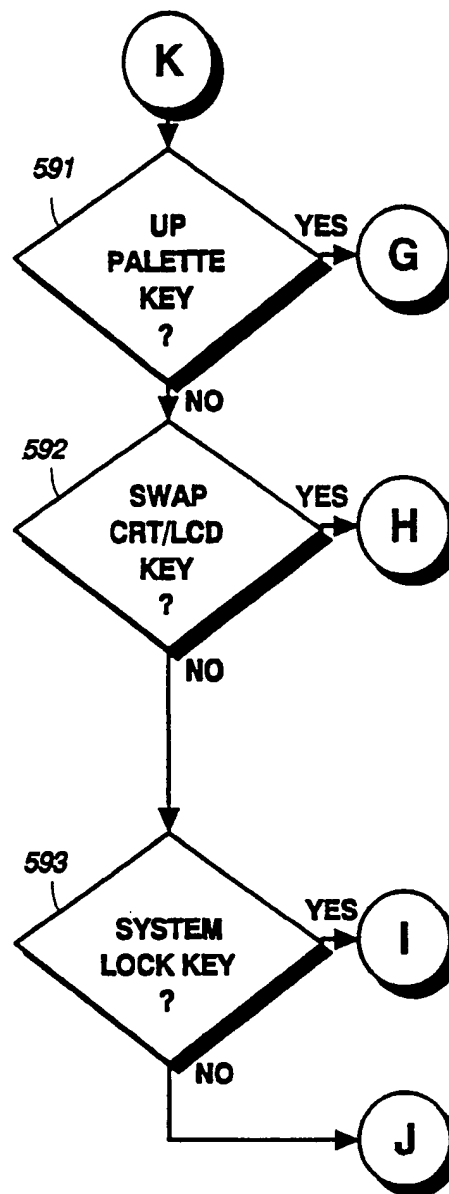 K
591
UP
PALETTE
KEY
?
YES
G
NO
592
SWAP
CRT/LCD
KEY
?
YES
H
NO
593
SYSTEM
LOCK KEY
?
YES
I
NO
J